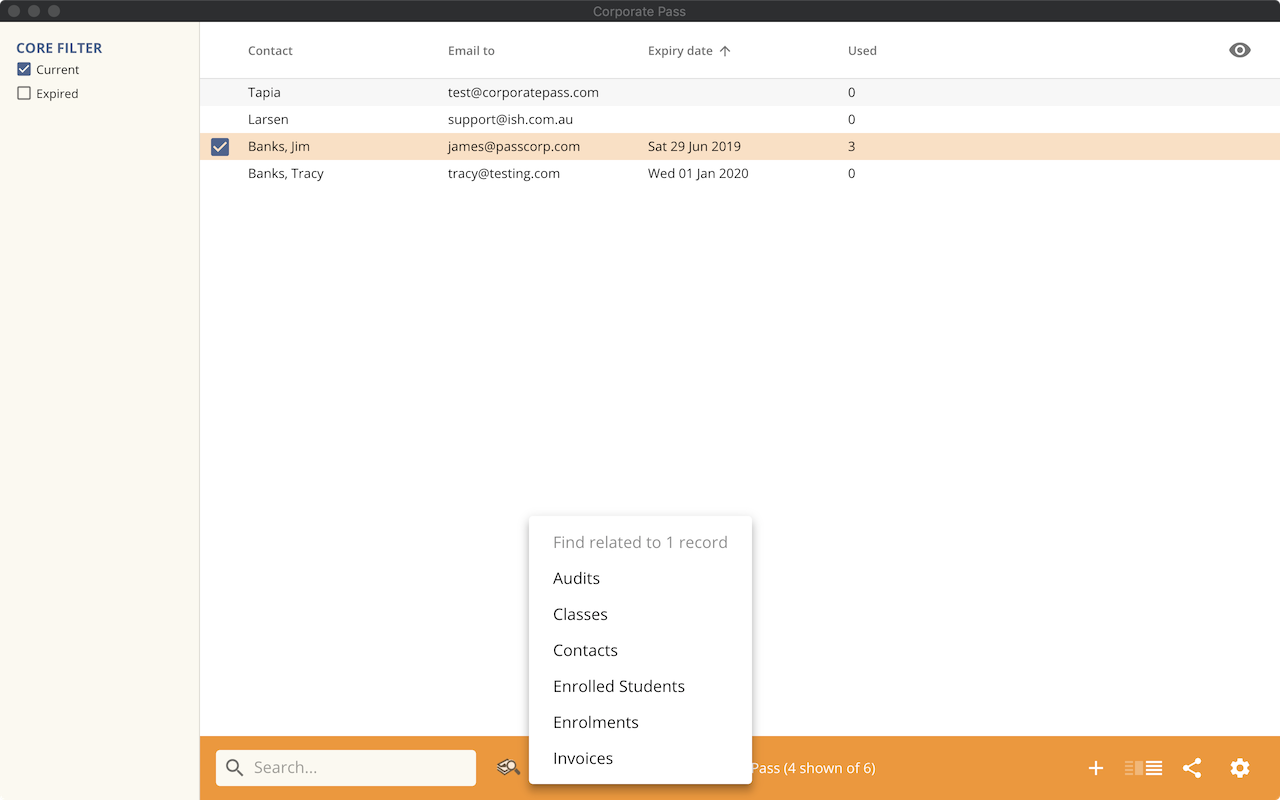 Corporate Pass
CORE FILTER
Current
Expired
Contact Email to Expiry date Used
Tapia test@corporatepass.com 0
Larsen support@ish.com.au 0
Banks, Jim james@passcorp.com Sat 29 Jun 2019 3
Banks, Tracy tracy@testing.com Wed 01 Jan 2020 0
Find related to 1 record
Audits
Classes
Contacts
Enrolled Students
Enrolments
Invoices
Search...
Pass (4 shown of 6)